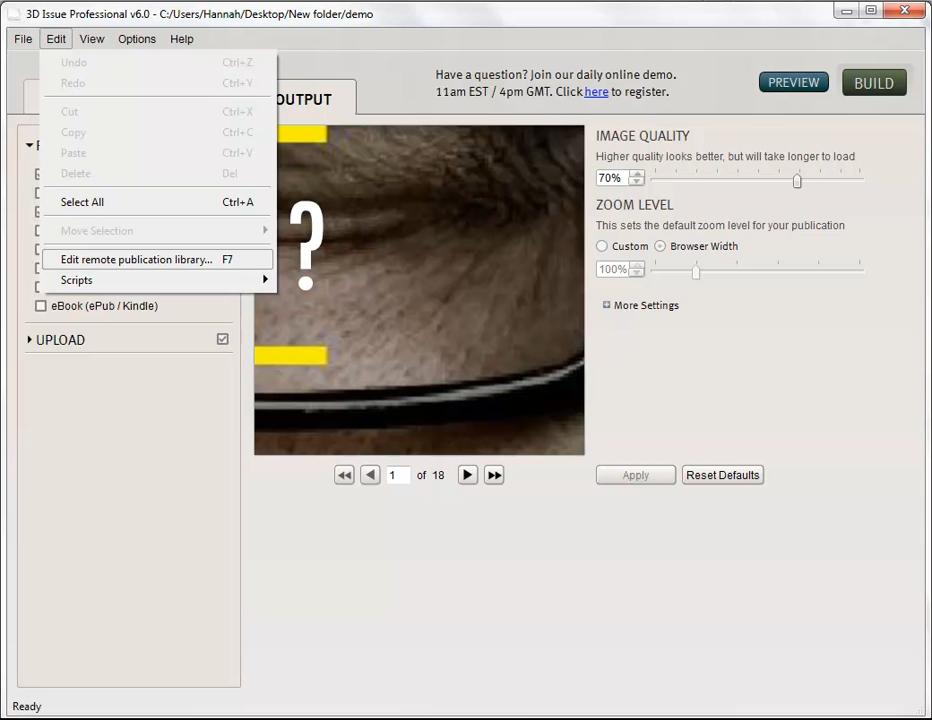 3D Issue Professional v6.0 - C:/Users/Hannah/Desktop/New folder/demo
File Edit View Options Help
Undo Ctrl+Z
Redo Ctrl+Y
Cut Ctrl+X
Copy Ctrl+C
Paste Ctrl+V
Delete Del
Select All Ctrl+A
Move Selection
Edit remote publication library... F7
Scripts
OUTPUT
Have a question? Join our daily online demo.
11am EST / 4pm GMT. Click here to register.
PREVIEW
BUILD
eBook (ePub / Kindle)
UPLOAD
?
1 of 18
IMAGE QUALITY
Higher quality looks better, but will take longer to load
70%
ZOOM LEVEL
This sets the default zoom level for your publication
Custom Browser Width
100%
More Settings
Apply Reset Defaults
Ready